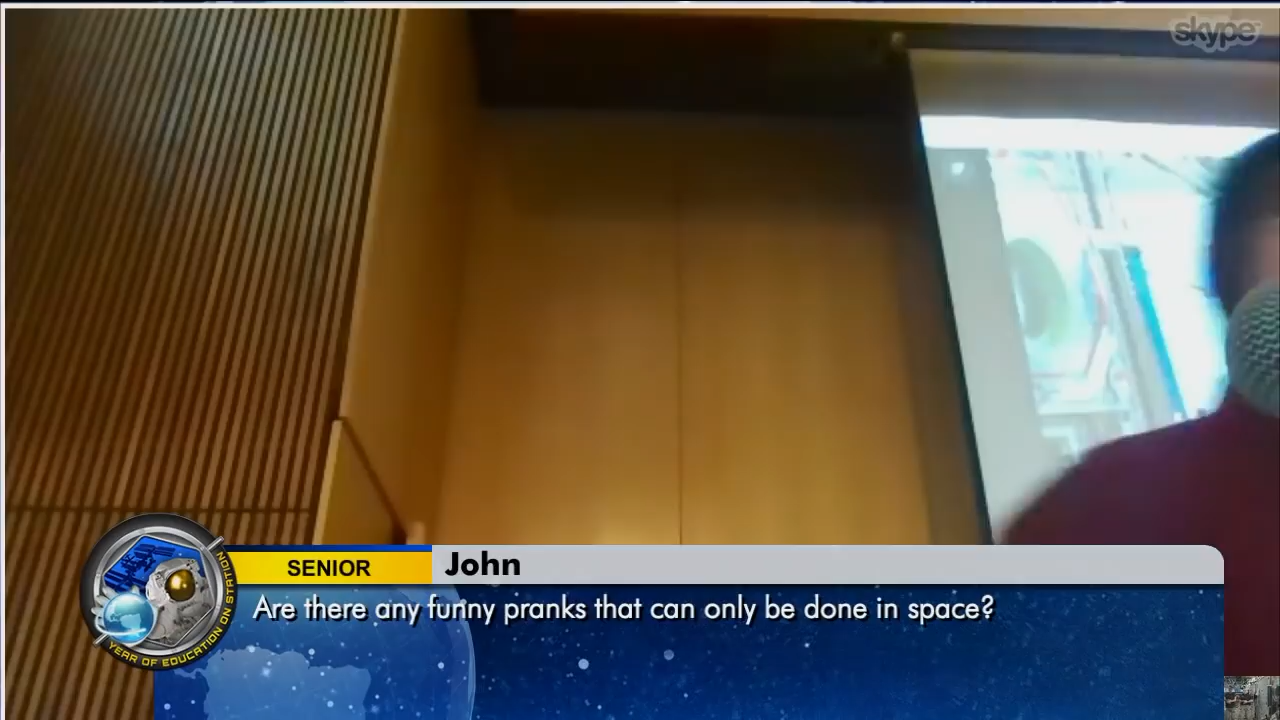 skype
SENIOR
John
Are there any funny pranks that can only be done in space?
YEAR OF EDUCATION ON STATION